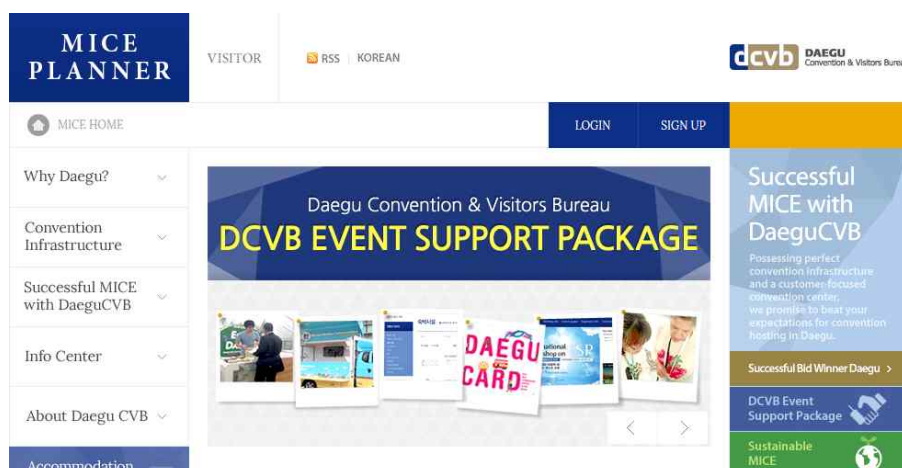 MICE
PLANNER
VISITOR
RSS
KOREAN
dcvb
DAEGU
Convention & Visitors Bureau
MICE HOME
LOGIN
SIGN UP
Why Daegu?
Convention
Infrastructure
Successful MICE
with DaeguCVB
Info Center
About Daegu CVB
Accommodation
Daegu Convention & Visitors Bureau
DCVB EVENT SUPPORT PACKAGE
DAEGU
CARD
Successful
MICE with
DaeguCVB
Possessing perfect
convention infrastructure
and a customer-focused
convention center,
we promise to beat your
expectations for convention
hosting in Daegu.
Successful Bid Winner Daegu >
DCVB Event
Support Package
Sustainable
MICE